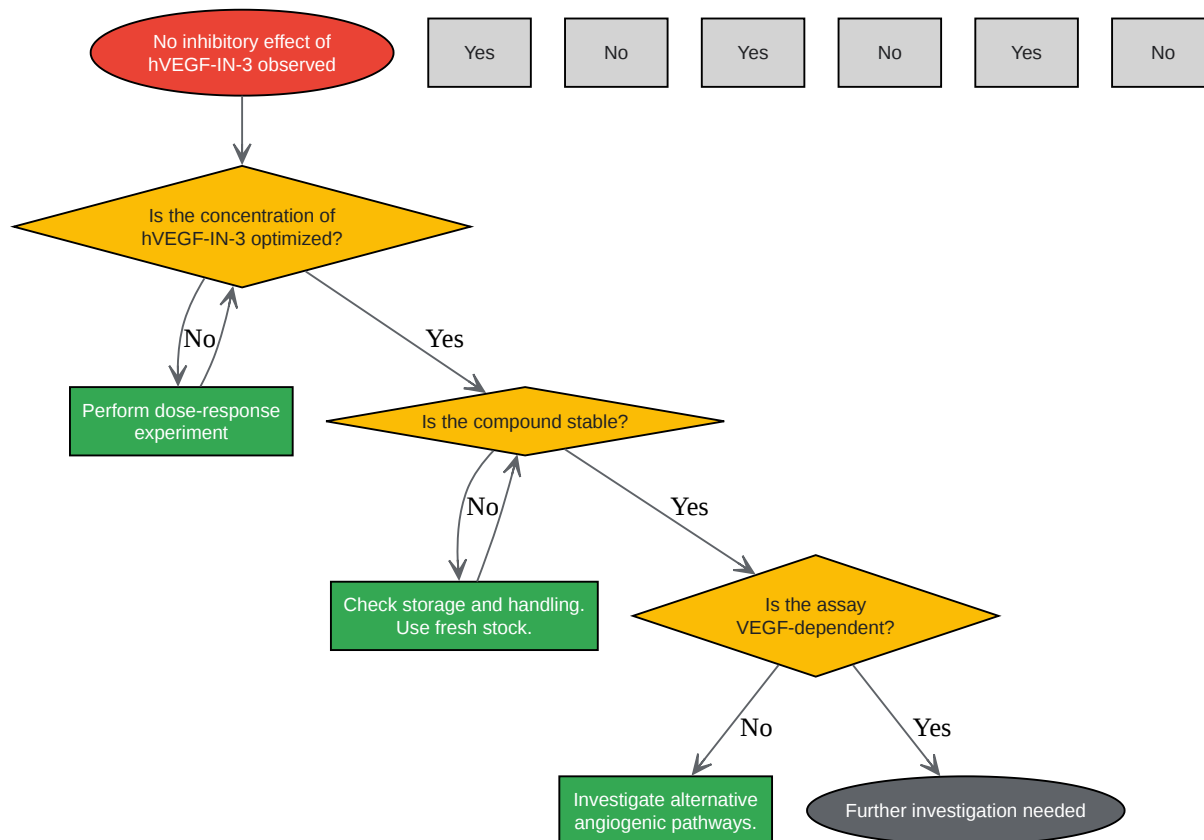 No inhibitory effect of
hVEGF-IN-3 observed
Yes
No
Yes
No
Yes
No
Is the concentration of
hVEGF-IN-3 optimized?
No
Yes
Perform dose-response
experiment
Is the compound stable?
No
Yes
Check storage and handling.
Use fresh stock.
Is the assay
VEGF-dependent?
No
Yes
Investigate alternative
angiogenic pathways.
Further investigation needed